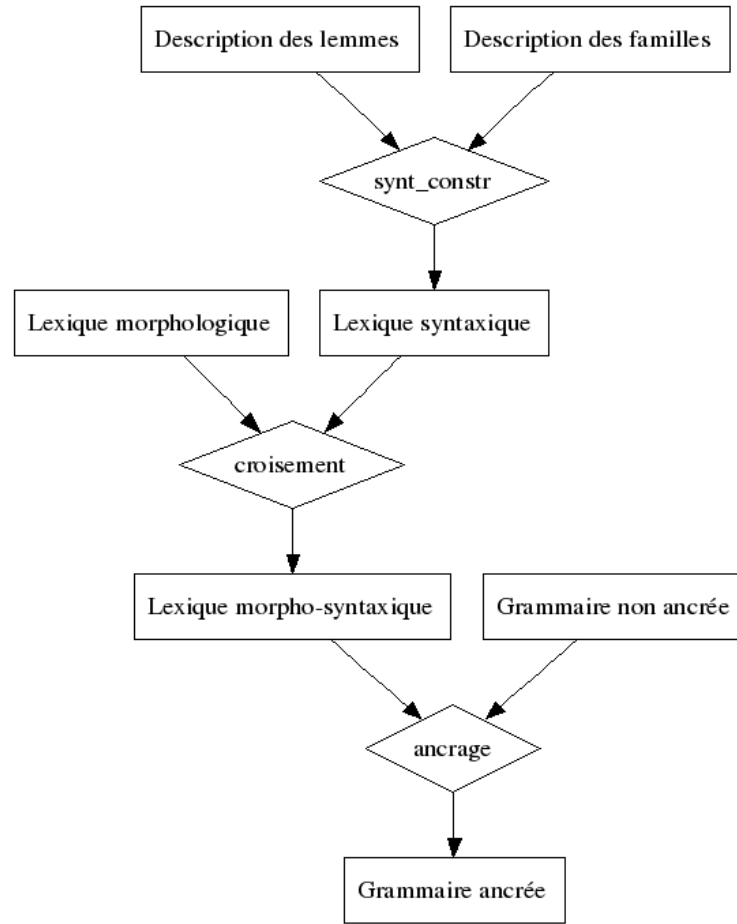 Description des lemmes
Description des familles
synt_constr
Lexique morphologique
Lexique syntaxique
croisement
Lexique morpho-syntaxique
Grammaire non ancrée
ancrage
Grammaire ancrée